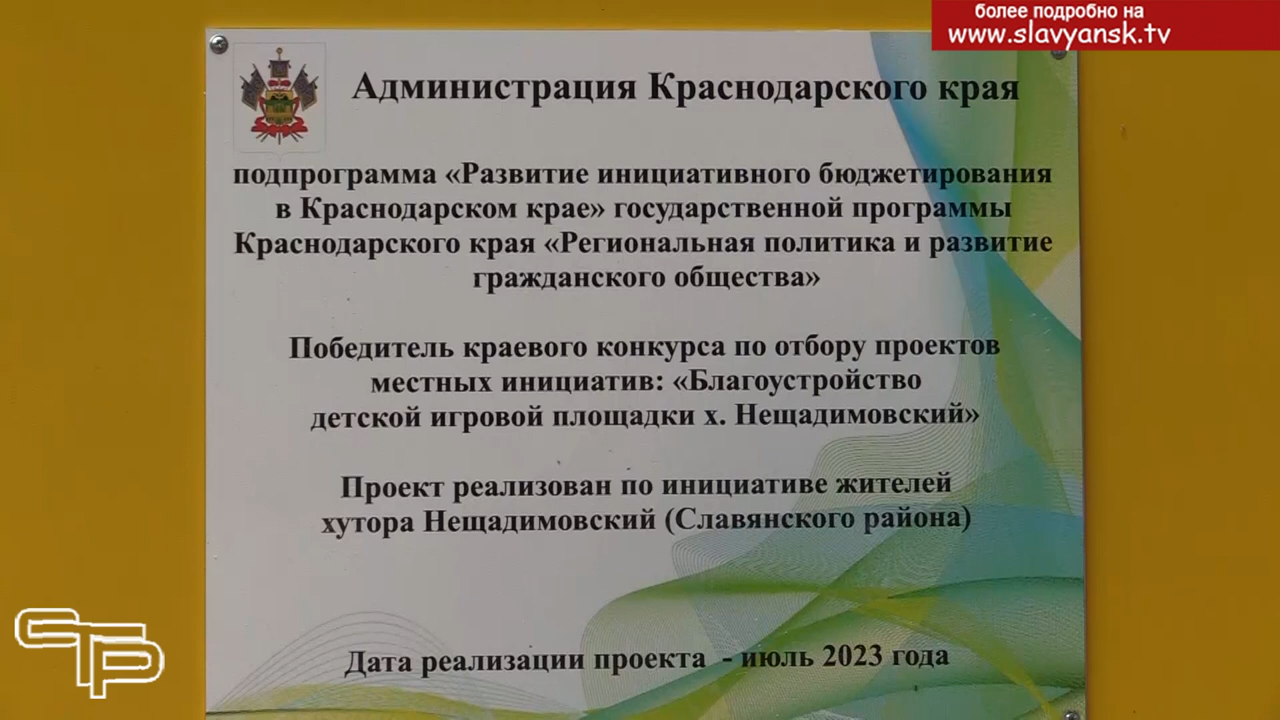 более подробно на
www.slavyansk.tv
Администрация Краснодарского края
подпрограмма «Развитие инициативного бюджетирования
в Краснодарском крае» государственной программы
Краснодарского края «Региональная политика и развитие
гражданского общества»
Победитель краевого конкурса по отбору проектов
местных инициатив: «Благоустройство
детской игровой площадки х. Нещадимовский»
Проект реализован по инициативе жителей
хутора Нещадимовский (Славянского района)
Дата реализации проекта - июль 2023 года
СТР